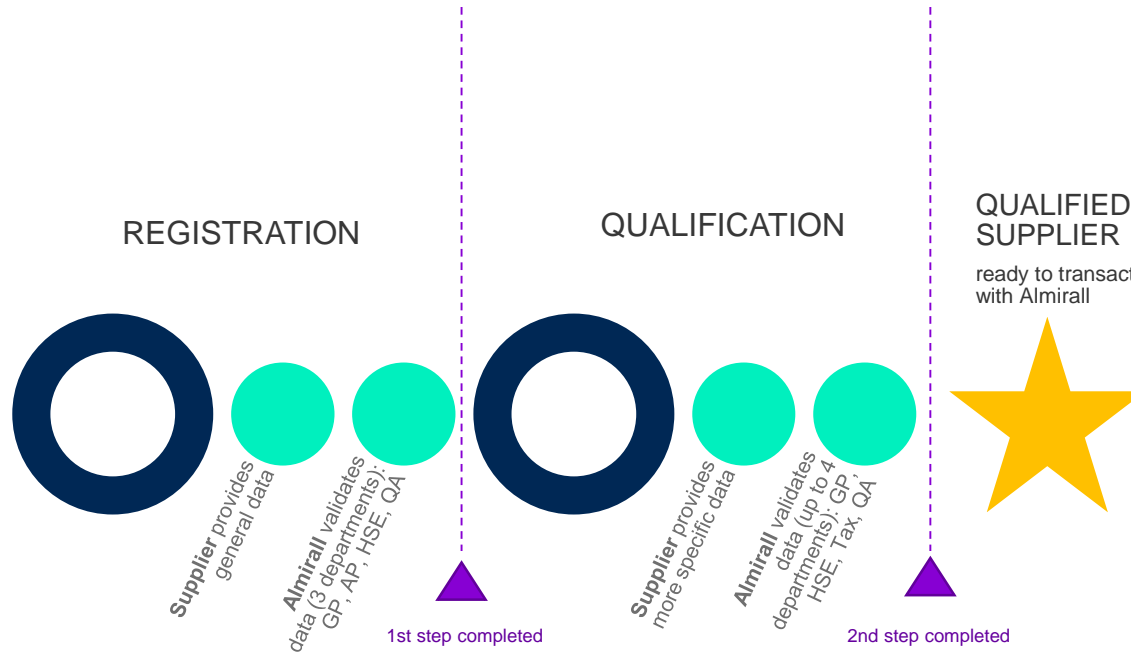 REGISTRATION
Supplier provides
general data
Almirall validates
data (3 departments):
GP, AP, HSE, QA
1st step completed
QUALIFICATION
Supplier provides
more specific data
Almirall validates
data (up to 4
departments): GP,
HSE, Tax, QA
2nd step completed
QUALIFIED
SUPPLIER
ready to transact
with Almirall